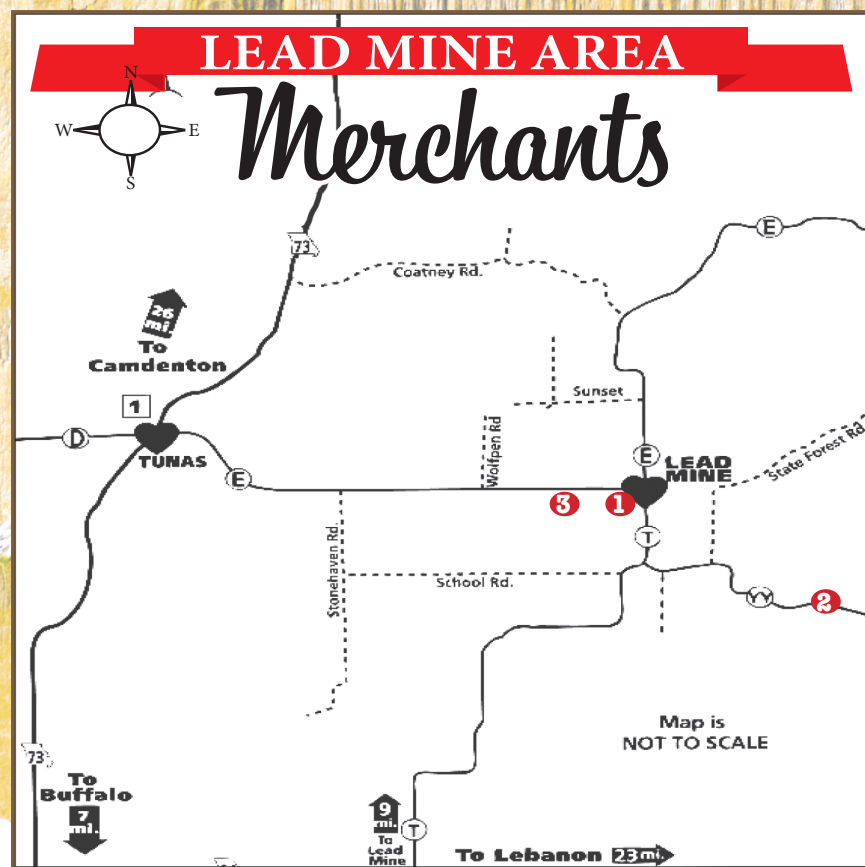 LEAD MINE AREA
Merchants
N
W
E
S
E
73
Coatney Rd.
26
mi.
To
Camdenton
Sunset
1
D
TUNAS
Wolfpen Rd
State Forest Rd
E
LEAD
MINE
E
3
1
Stonehaven Rd.
T
School Rd.
YY
2
Map is
NOT TO SCALE
73
To
Buffalo
7
mi.
9
mi.
To
Lead
Mine
T
To Lebanon 23 mi.